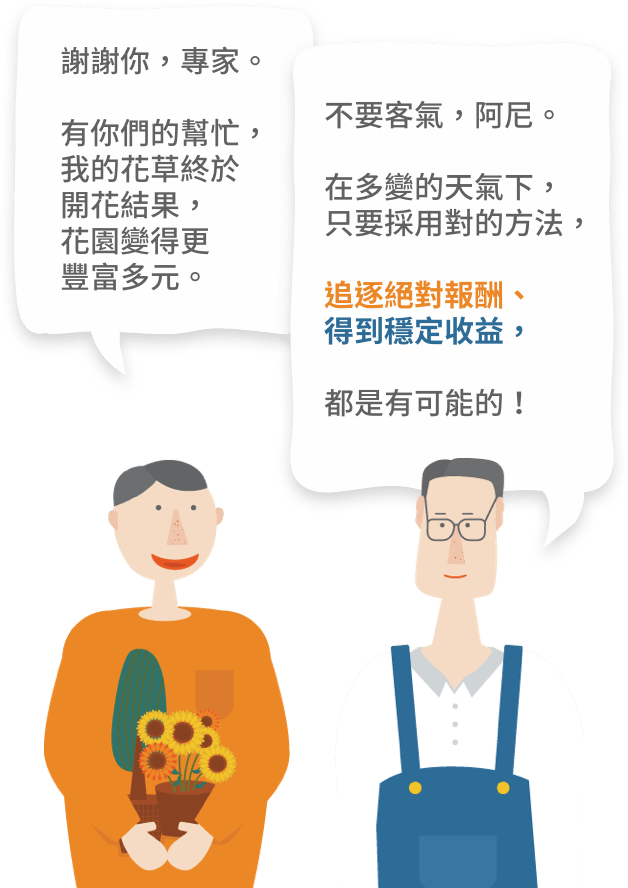 謝謝你，專家。
有你們的幫忙，
我的花草終於
開花結果，
花園變得更
豐富多元。
不要客氣，阿尼。
在多變的天氣下，
只要採用對的方法，
追逐絕對報酬、
得到穩定收益，
都是有可能的！